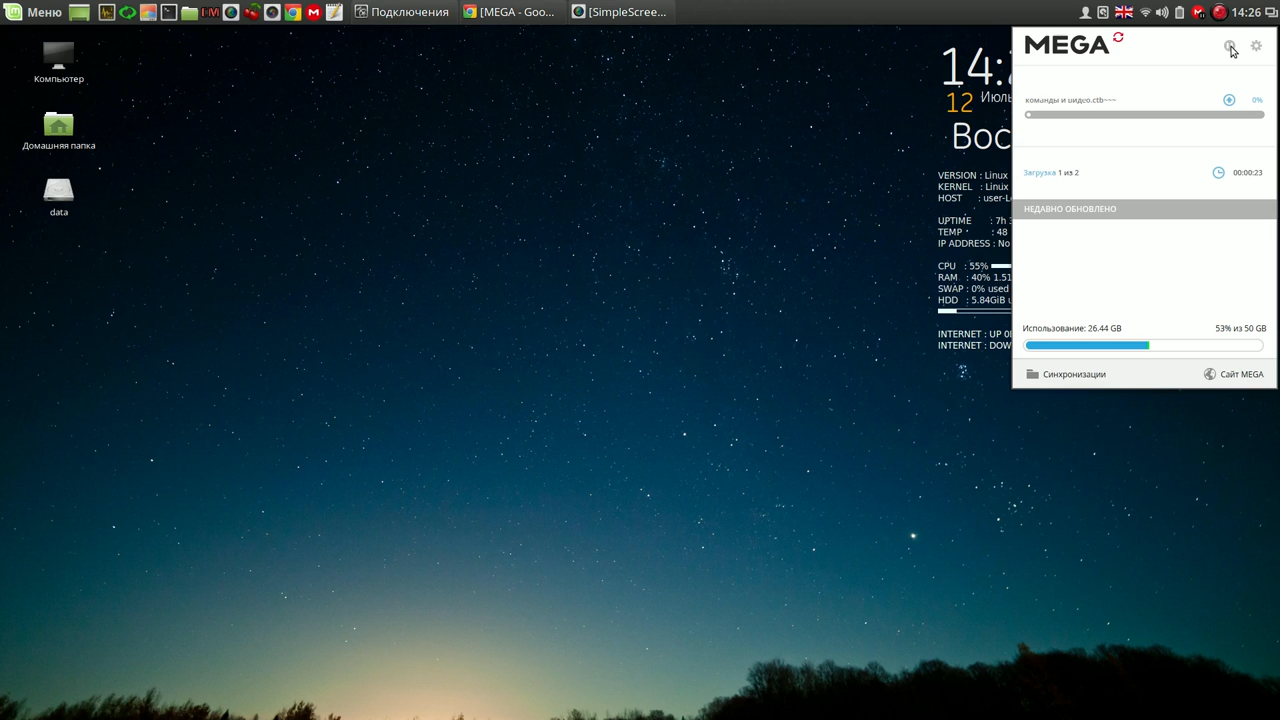 Меню
Подключения
[MEGA - Goo...
[SimpleScree...
14:26
Компьютер
Домашняя папка
data
14:
12 Июль
Вос
VERSION : Linux
KERNEL : Linux
HOST : user-L
UPTIME : 7h
TEMP : 48
IP ADDRESS : No
CPU : 55%
RAM : 40% 1.51
SWAP : 0% used
HDD : 5.84GiB
INTERNET : UP
INTERNET : DOW
MEGA
команды и видео.ctb~~~
0%
Загрузка 1 из 2
00:00:23
НЕДАВНО ОБНОВЛЕНО
Использование: 26.44 GB
53% из 50 GB
Синхронизации
Сайт MEGA